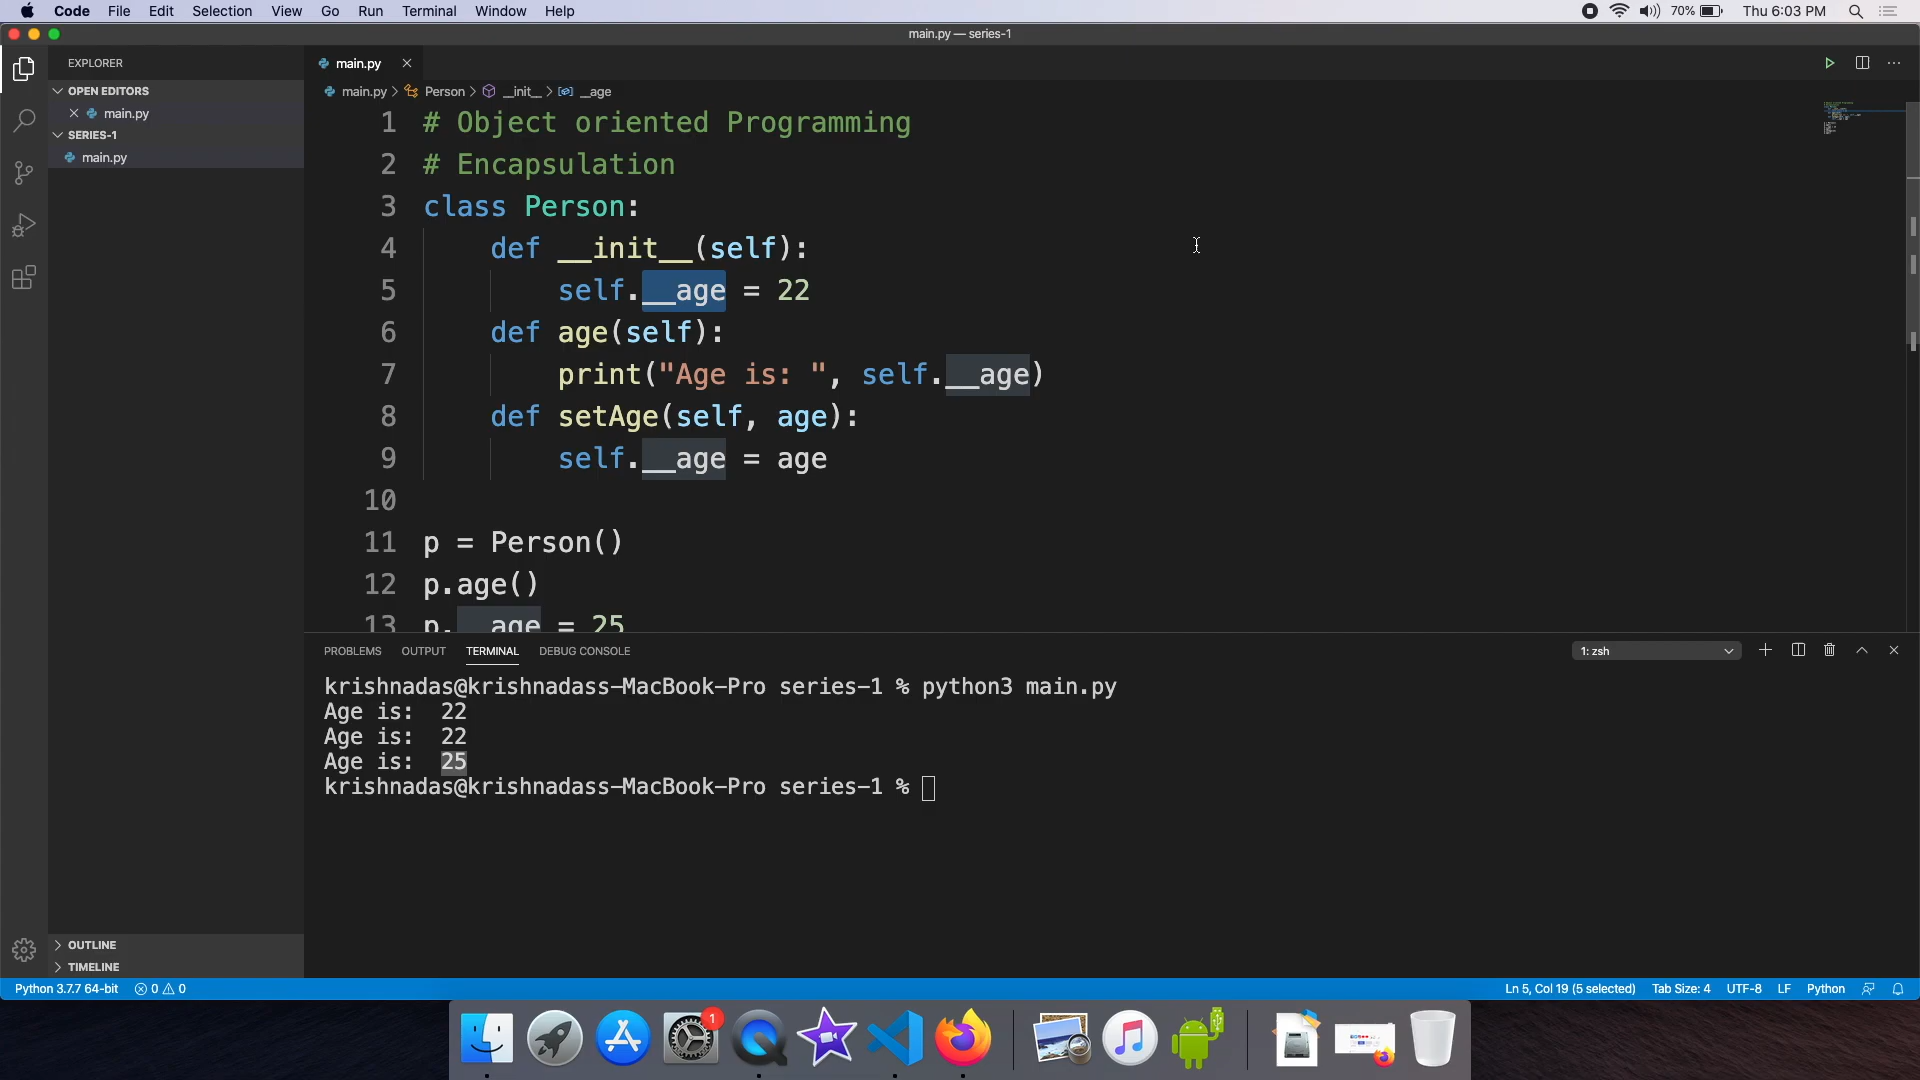 Code File Edit Selection View Go Run Terminal Window Help 70% Thu 6:03 PM
main.py — series-1
EXPLORER
OPEN EDITORS
main.py
SERIES-1
main.py
OUTLINE
TIMELINE
main.py
main.py > Person > __init__ > __age
1 # Object oriented Programming
2 # Encapsulation
3 class Person:
4 def __init__(self):
5 self.__age = 22
6 def age(self):
7 print("Age is: ", self.__age)
8 def setAge(self, age):
9 self.__age = age
10
11 p = Person()
12 p.age()
13 p.__age = 25
PROBLEMS OUTPUT TERMINAL DEBUG CONSOLE 1: zsh
krishnadas@krishnadass-MacBook-Pro series-1 % python3 main.py
Age is:  22
Age is:  22
Age is:  25
krishnadas@krishnadass-MacBook-Pro series-1 %
Python 3.7.7 64-bit 0 0 Ln 5, Col 19 (5 selected) Tab Size: 4 UTF-8 LF Python
1